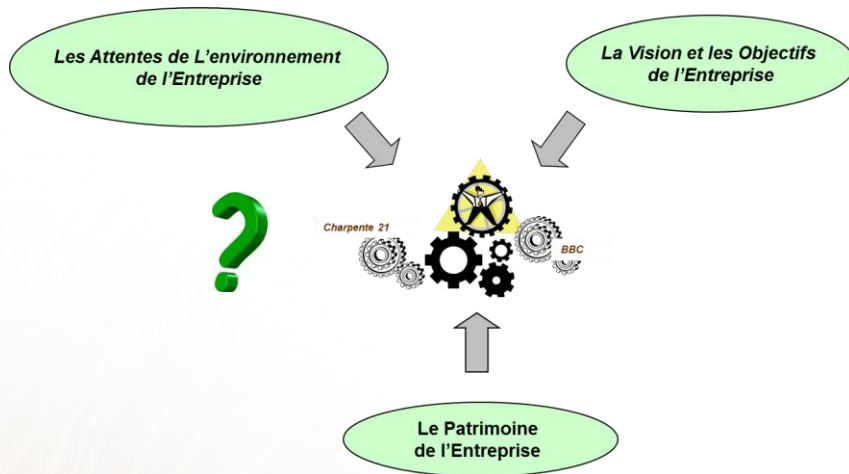 Les Attentes de L’environnement
de l’Entreprise
La Vision et les Objectifs
de l’Entreprise
?
Charpente 21
BBC
Le Patrimoine
de l’Entreprise